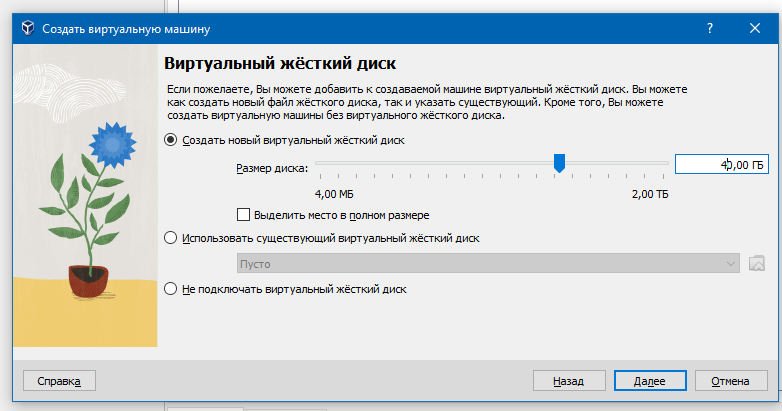 Создать виртуальную машину
?
Виртуальный жёсткий диск
Если пожелаете, Вы можете добавить к создаваемой машине виртуальный жёсткий диск. Вы можете
как создать новый файл жёсткого диска, так и указать существующий. Кроме того, Вы можете
создать виртуальную машины без виртуального жёсткого диска.
Создать новый виртуальный жёсткий диск
Размер диска: 40,00 ГБ
4,00 МБ 2,00 ТБ
Выделить место в полном размере
Использовать существующий виртуальный жёсткий диск
Пусто
Не подключать виртуальный жёсткий диск
Справка Назад Далее Отмена